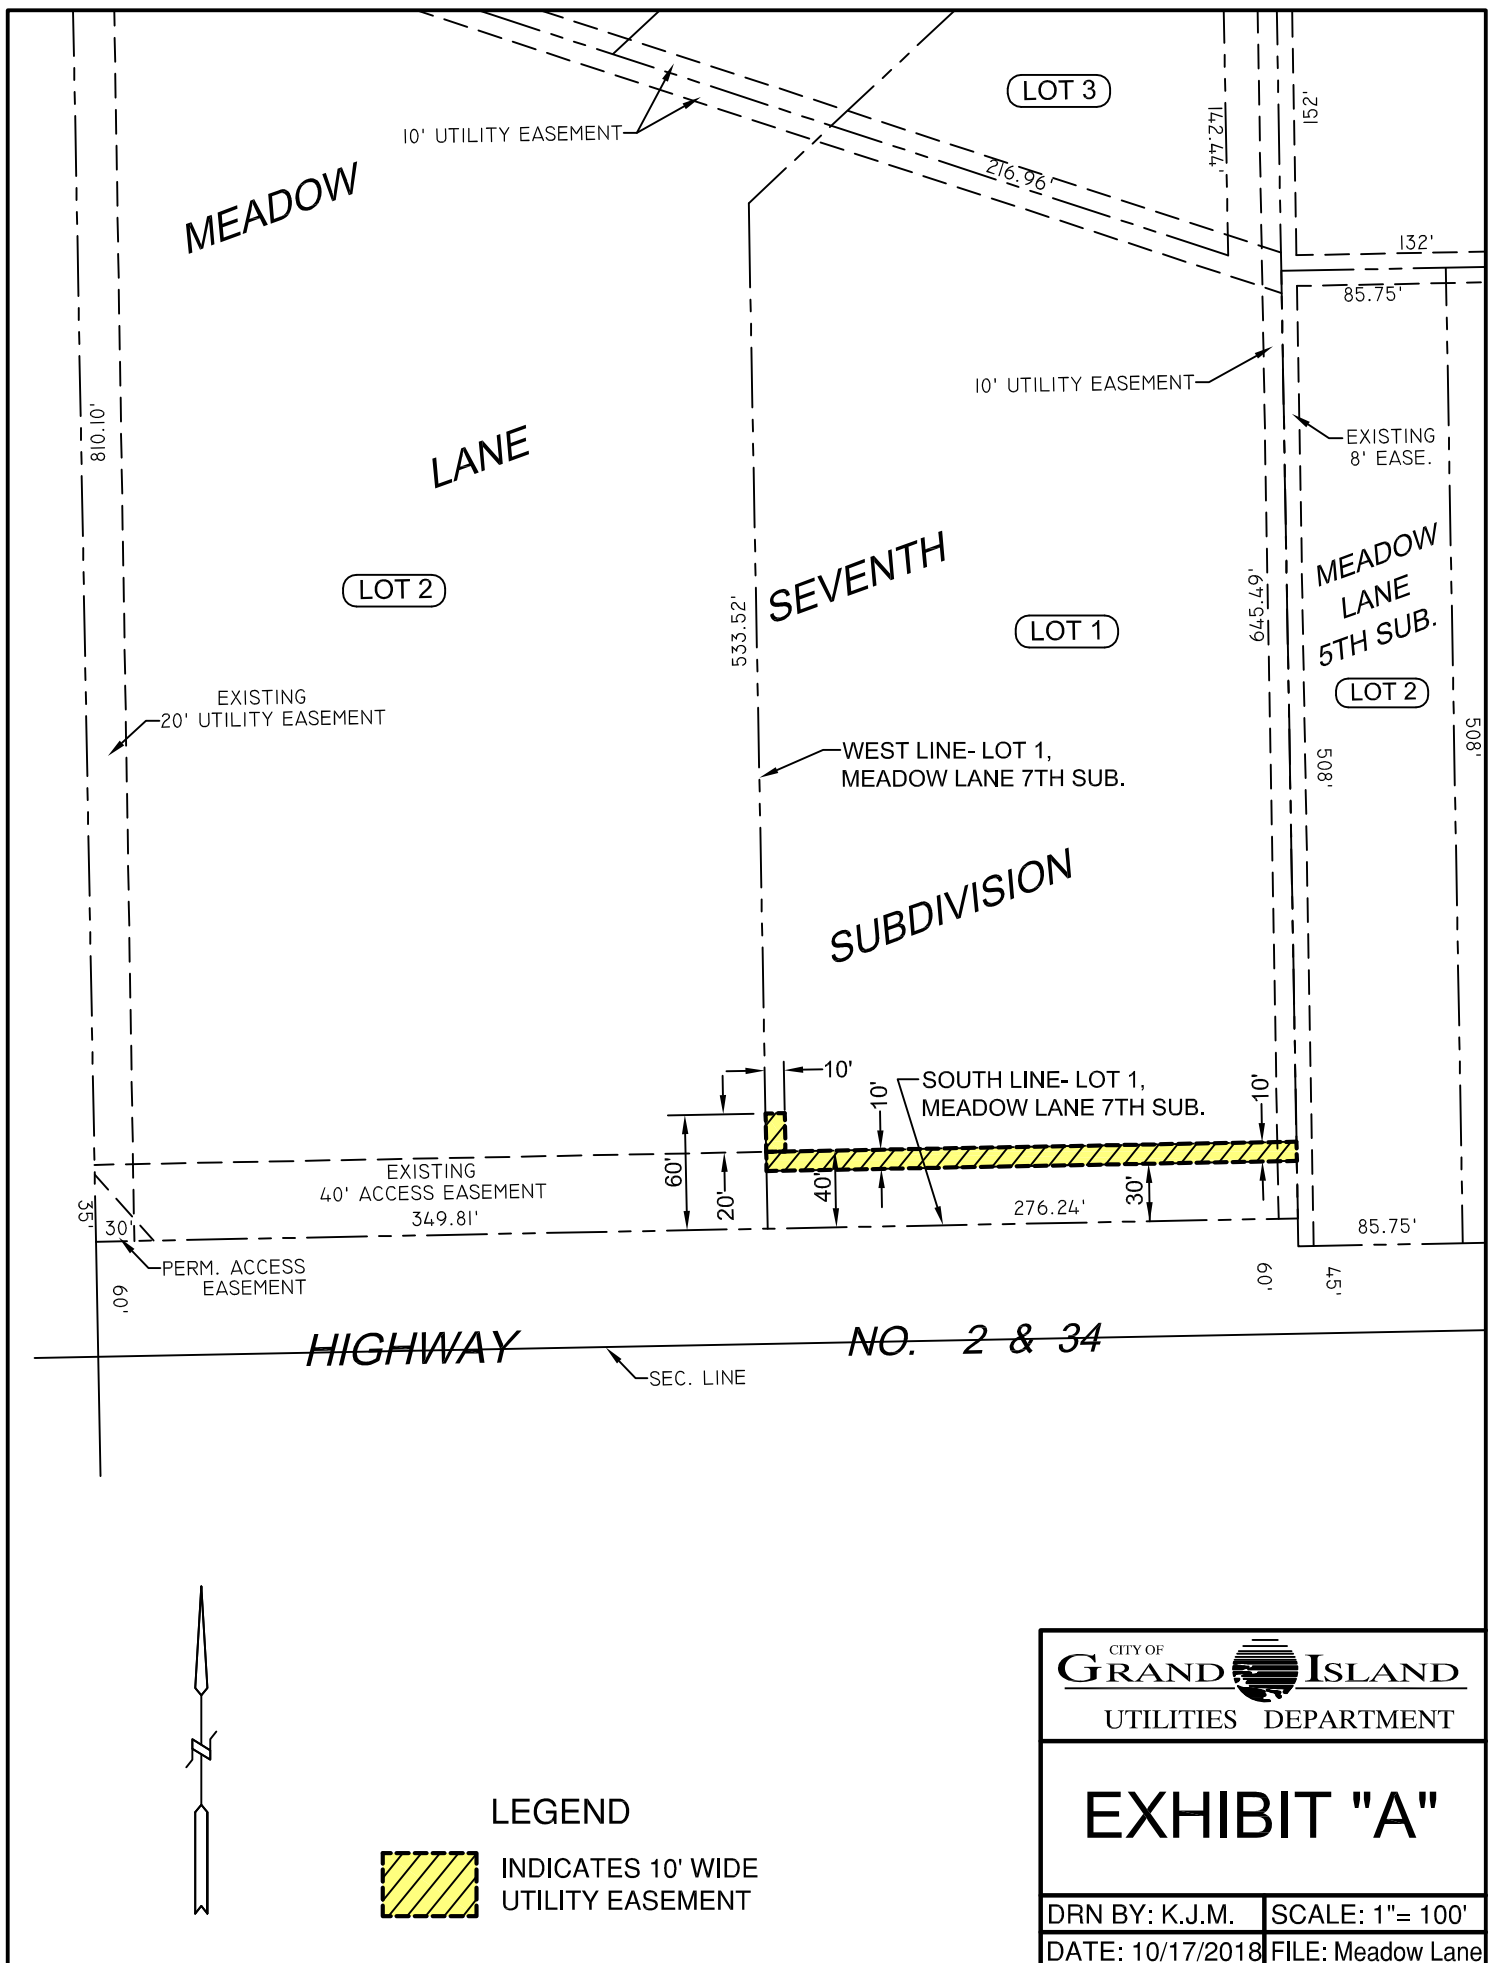 LOT 3
152'
142.44'
10' UTILITY EASEMENT
216.96'
MEADOW
132'
85.75'
10' UTILITY EASEMENT
810.10'
EXISTING
8' EASE.
LANE
MEADOW
LANE
5TH SUB.
SEVENTH
LOT 2
533.52'
645.49'
LOT 1
LOT 2
EXISTING
20' UTILITY EASEMENT
508'
508'
WEST LINE- LOT 1,
MEADOW LANE 7TH SUB.
SUBDIVISION
10'
10'
SOUTH LINE- LOT 1,
MEADOW LANE 7TH SUB.
10'
60'
20'
40'
30'
EXISTING
40' ACCESS EASEMENT
349.81'
276.24'
35'
30'
85.75'
PERM. ACCESS
EASEMENT
60'
60'
45'
HIGHWAY NO. 2 & 34
SEC. LINE
CITY OF
GRAND ISLAND
UTILITIES DEPARTMENT
EXHIBIT "A"
LEGEND
INDICATES 10' WIDE
UTILITY EASEMENT
DRN BY: K.J.M. SCALE: 1"= 100'
DATE: 10/17/2018 FILE: Meadow Lane